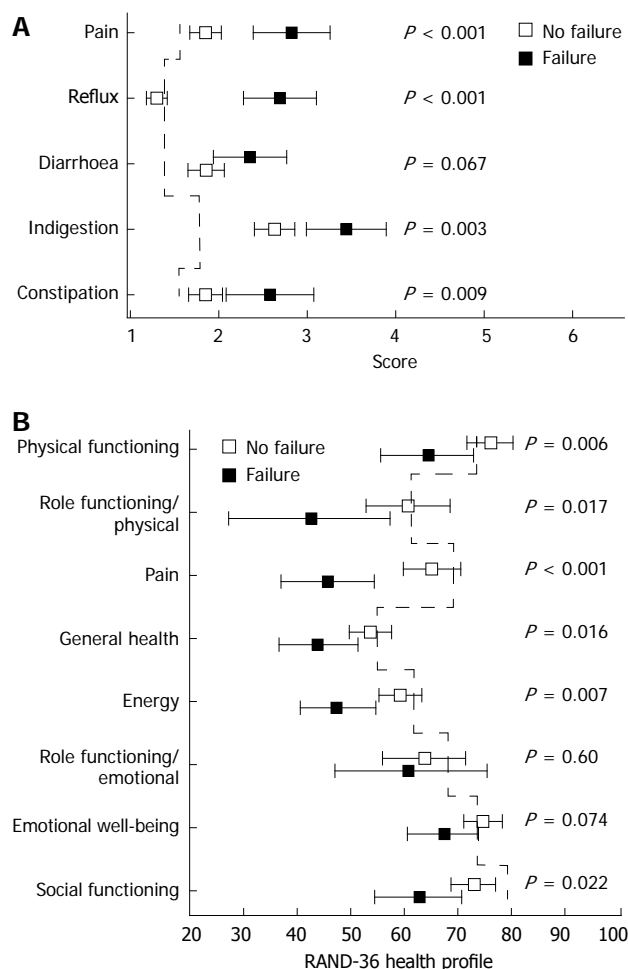 A
Pain
P < 0.001
No failure
Failure
Reflux
P < 0.001
Diarrhoea
P = 0.067
Indigestion
P = 0.003
Constipation
P = 0.009
1 2 3 4 5 6
Score
B
Physical functioning
No failure
Failure
P = 0.006
Role functioning/
physical
P = 0.017
Pain
P < 0.001
General health
P = 0.016
Energy
P = 0.007
Role functioning/
emotional
P = 0.60
Emotional well-being
P = 0.074
Social functioning
P = 0.022
20 30 40 50 60 70 80 90 100
RAND-36 health profile